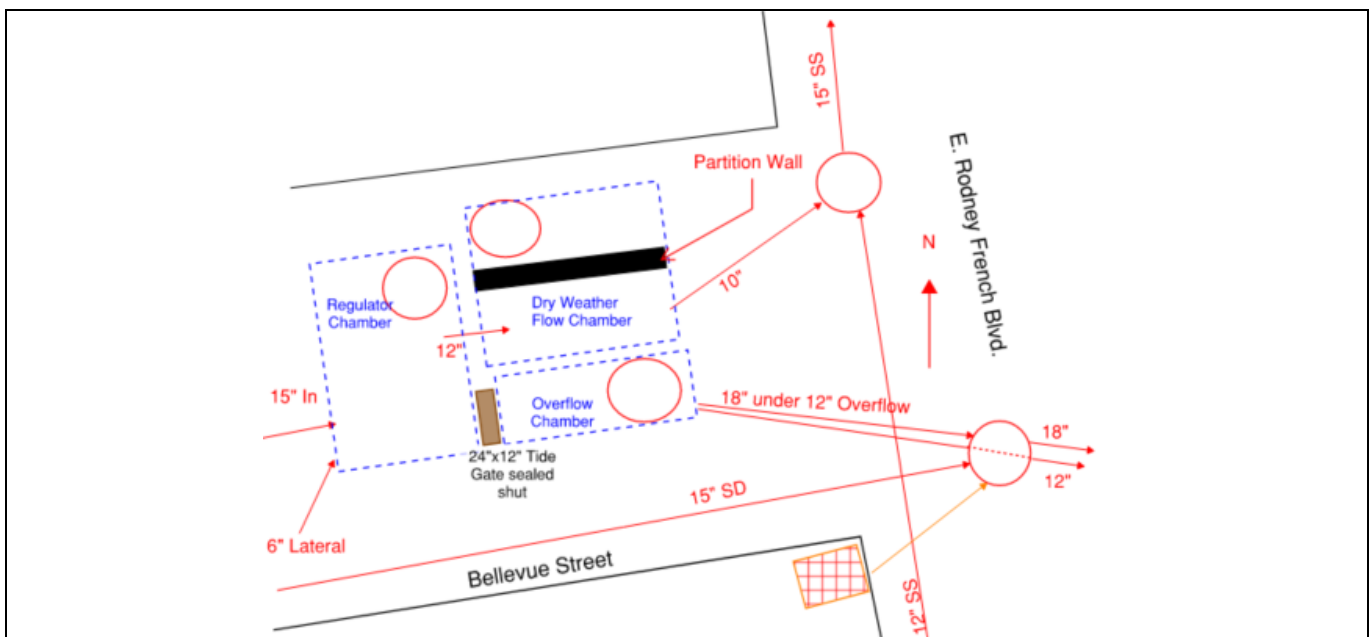 15" SS
E. Rodney French Blvd.
Partition Wall
N
Regulator
Chamber
Dry Weather
Flow Chamber
10"
12"
15" In
Overflow
Chamber
18" under 12" Overflow
18"
12"
24"x12" Tide
Gate sealed
shut
15" SD
6" Lateral
Bellevue Street
12" SS